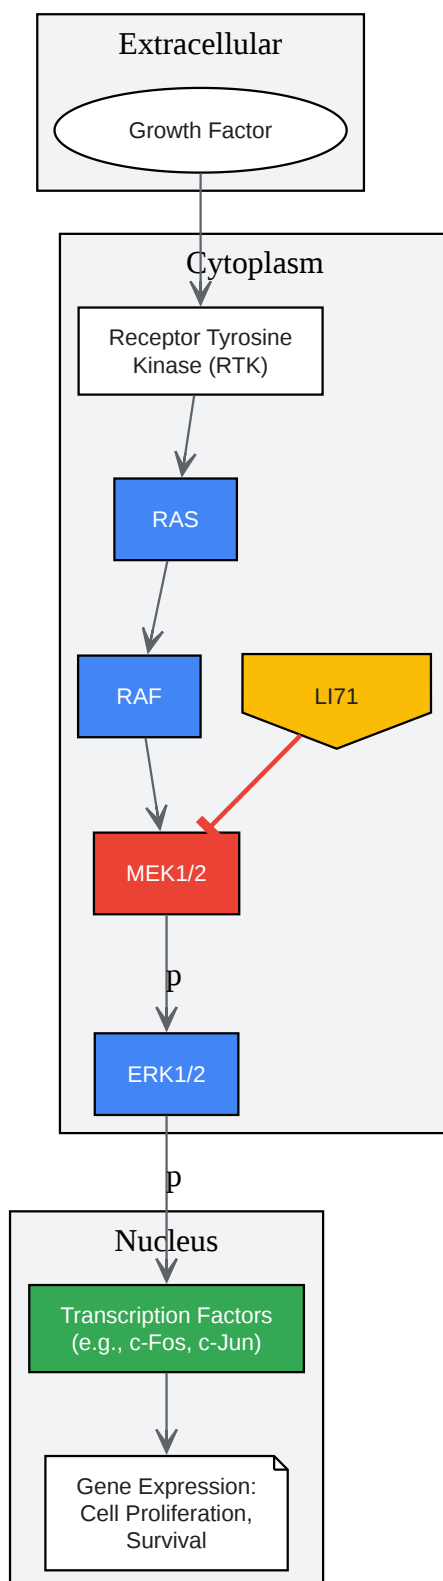 Extracellular
Growth Factor
Cytoplasm
Receptor Tyrosine
Kinase (RTK)
RAS
RAF
LI71
MEK1/2
p
ERK1/2
p
Nucleus
Transcription Factors
(e.g., c-Fos, c-Jun)
Gene Expression:
Cell Proliferation,
Survival